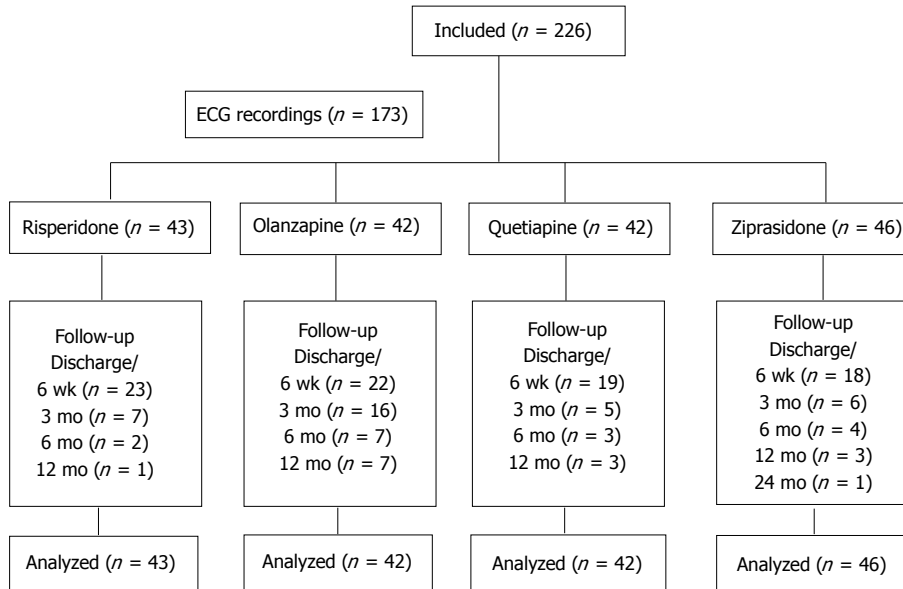 Included (n = 226)
ECG recordings (n = 173)
Risperidone (n = 43)
Olanzapine (n = 42)
Quetiapine (n = 42)
Ziprasidone (n = 46)
Follow-up
Discharge/
6 wk (n = 23)
3 mo (n = 7)
6 mo (n = 2)
12 mo (n = 1)
Follow-up
Discharge/
6 wk (n = 22)
3 mo (n = 16)
6 mo (n = 7)
12 mo (n = 7)
Follow-up
Discharge/
6 wk (n = 19)
3 mo (n = 5)
6 mo (n = 3)
12 mo (n = 3)
Follow-up
Discharge/
6 wk (n = 18)
3 mo (n = 6)
6 mo (n = 4)
12 mo (n = 3)
24 mo (n = 1)
Analyzed (n = 43)
Analyzed (n = 42)
Analyzed (n = 42)
Analyzed (n = 46)